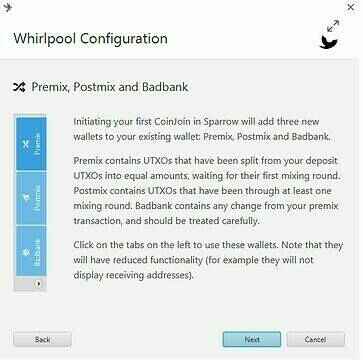 Whirlpool Configuration
Premix, Postmix and Badbank
Premix
Postmix
Badbank
Initiating your first CoinJoin in Sparrow will add three new
wallets to your existing wallet: Premix, Postmix and Badbank.
Premix contains UTXOs that have been split from your deposit
UTXOs into equal amounts, waiting for their first mixing round.
Postmix contains UTXOs that have been through at least one
mixing round. Badbank contains any change from your premix
transaction, and should be treated carefully.
Click on the tabs on the left to use these wallets. Note that they
will have reduced functionality (for example they will not
display receiving addresses).
Back
Next
Cancel